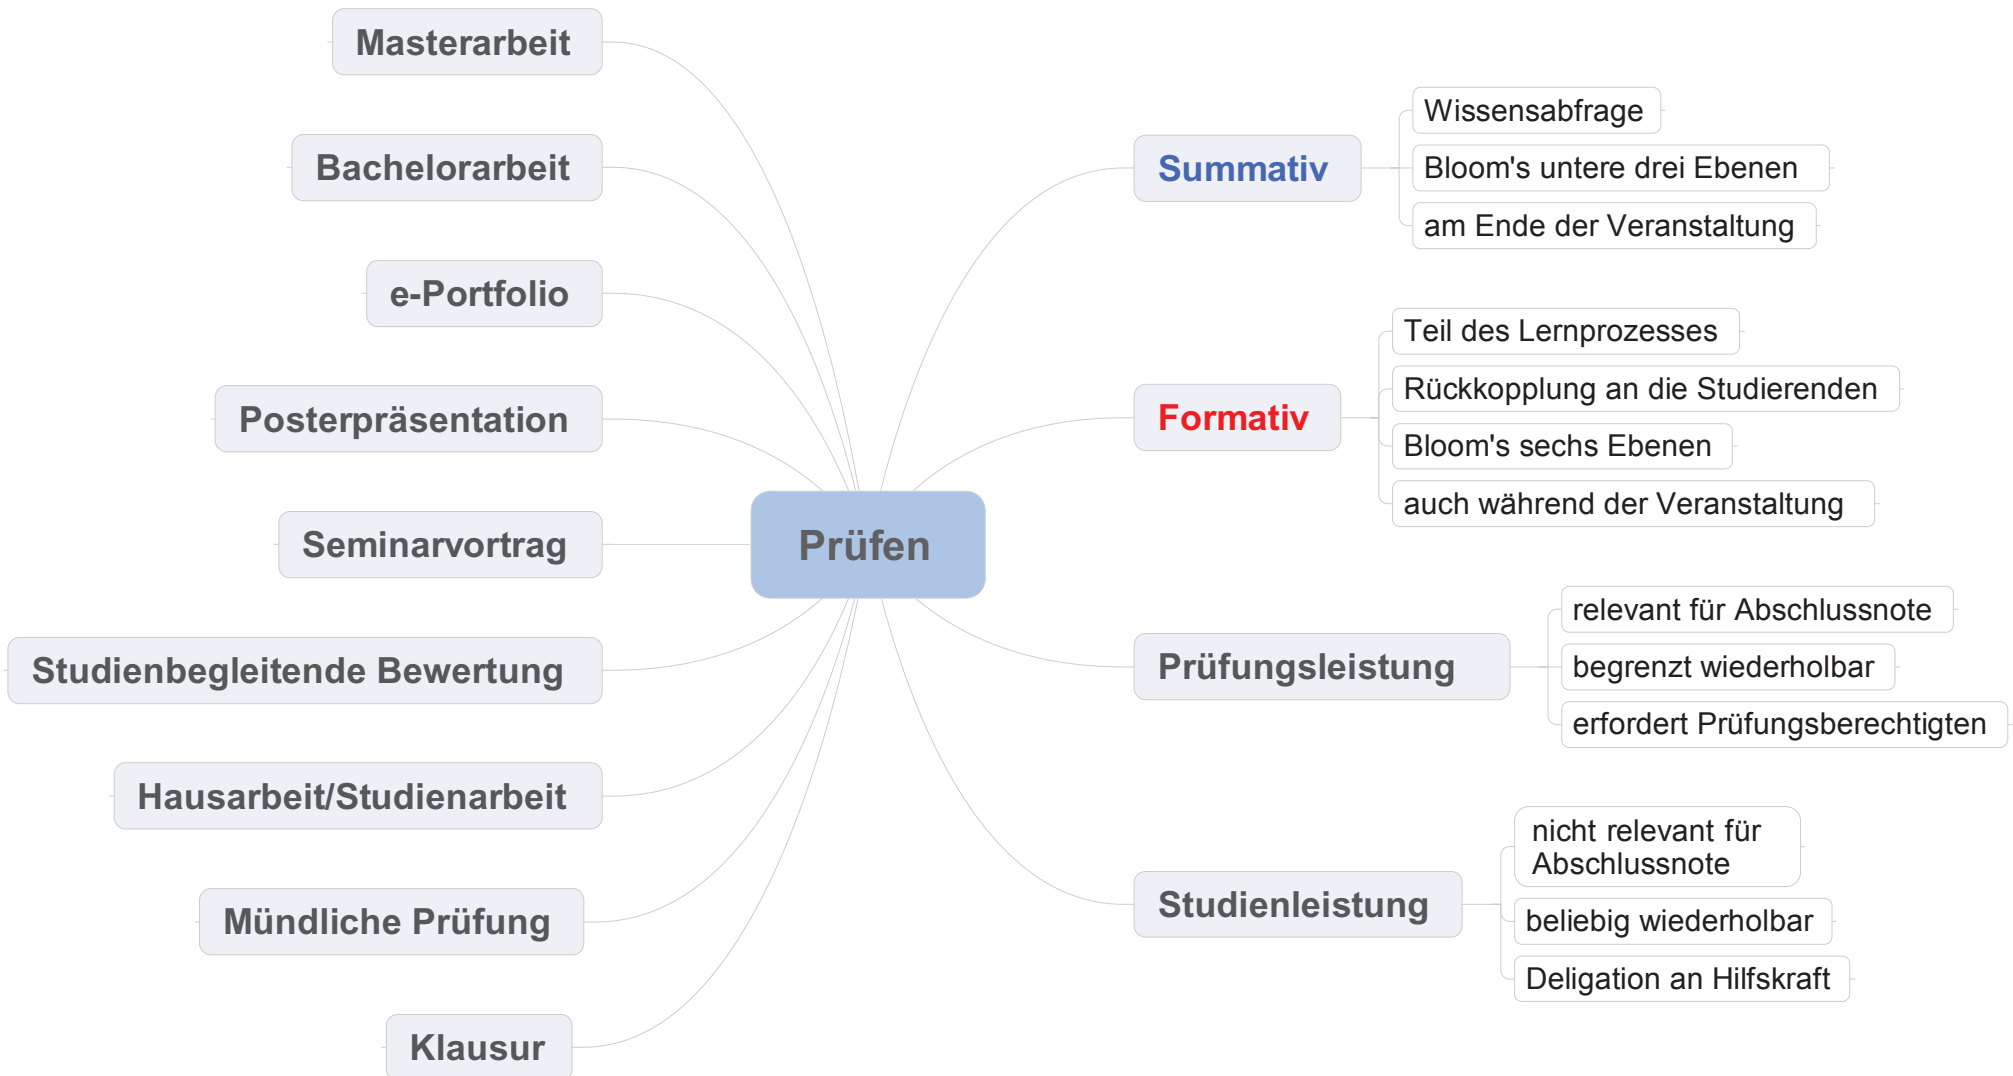 Masterarbeit
Bachelorarbeit
e-Portfolio
Posterpräsentation
Seminarvortrag
Studienbegleitende Bewertung
Hausarbeit/Studienarbeit
Mündliche Prüfung
Klausur
Prüfen
Summativ
Wissensabfrage
Bloom's untere drei Ebenen
am Ende der Veranstaltung
Formativ
Teil des Lernprozesses
Rückkopplung an die Studierenden
Bloom's sechs Ebenen
auch während der Veranstaltung
Prüfungsleistung
relevant für Abschlussnote
begrenzt wiederholbar
erfordert Prüfungsberechtigten
Studienleistung
nicht relevant für
Abschlussnote
beliebig wiederholbar
Deligation an Hilfskraft